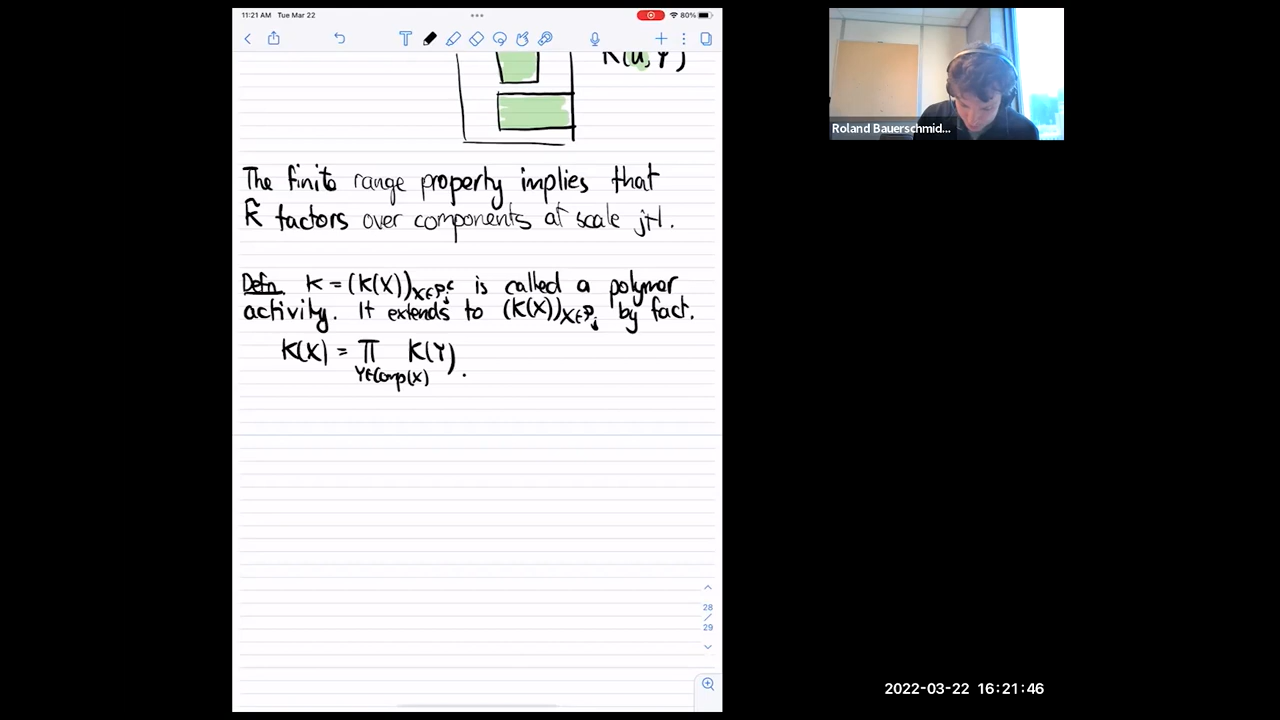 11:21 AM Tue Mar 22
80%
K(U,Y)
The finite range property implies that
K̃ factors over components at scale j+1.
Defn. K = (K(X))_{X∈P_j^c} is called a polymer
activity. It extends to (K(X))_{X∈P_j} by fact.
K(X) = ∏_{Y∈Comp(X)} K(Y).
28
/
29
Roland Bauerschmid...
2022-03-22 16:21:46